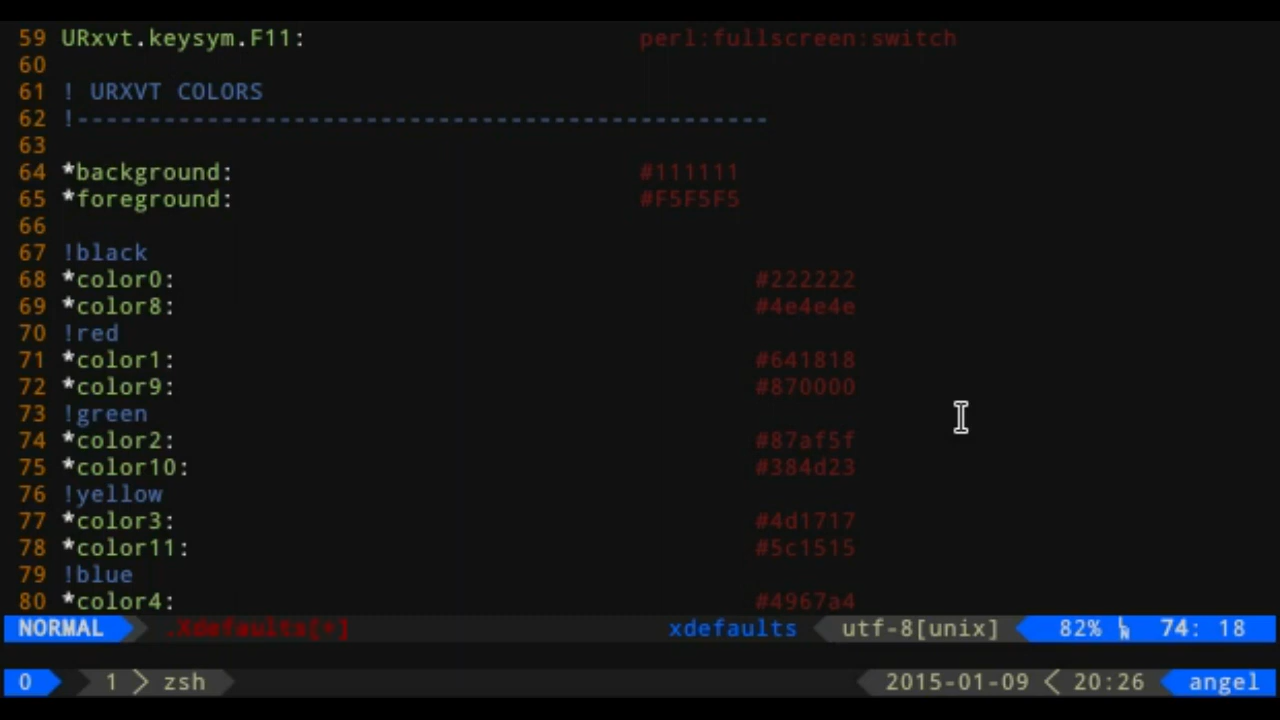 59 URxvt.keysym.F11: perl:fullscreen:switch
60
61 ! URXVT COLORS
62 !------------------------------------------------
63
64 *background: #111111
65 *foreground: #F5F5F5
66
67 !black
68 *color0: #222222
69 *color8: #4e4e4e
70 !red
71 *color1: #641818
72 *color9: #870000
73 !green
74 *color2: #87af5f
75 *color10: #384d23
76 !yellow
77 *color3: #4d1717
78 *color11: #5c1515
79 !blue
80 *color4: #4967a4
NORMAL .Xdefaults[+] xdefaults utf-8[unix] 82% ␊ 74: 18
0 1 zsh 2015-01-09 < 20:26 angel